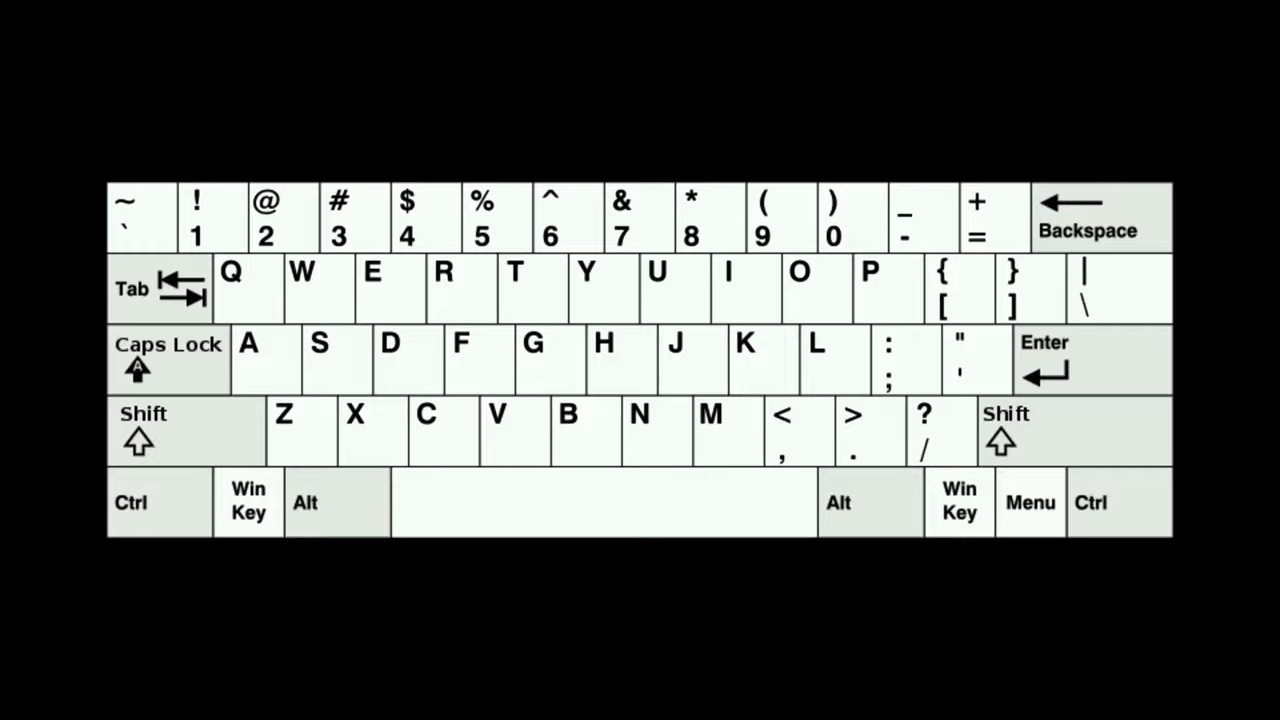 ~ ! @ # $ % ^ & * ( ) _ +
` 1 2 3 4 5 6 7 8 9 0 - = Backspace
Tab Q W E R T Y U I O P { } |
[ ] \
Caps Lock A S D F G H J K L : " Enter
A ; '
Shift Z X C V B N M < > ? Shift
, . /
Ctrl Win Key Alt Alt Win Key Menu Ctrl